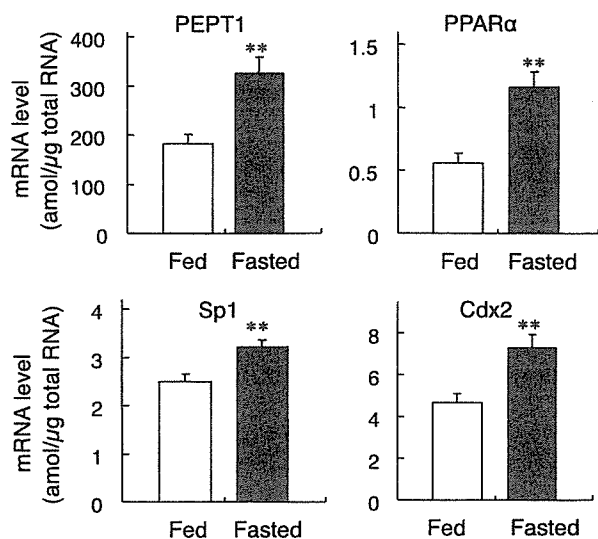 PEPT1
PPARα
mRNA level
(amol/µg total RNA)
400
300
200
100
0
**
Fed Fasted
1.5
1
0.5
0
**
Fed Fasted
Sp1
Cdx2
mRNA level
(amol/µg total RNA)
4
3
2
1
0
**
Fed Fasted
8
6
4
2
0
**
Fed Fasted